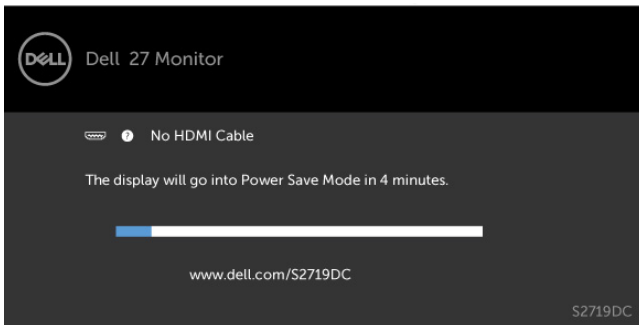 DELL
Dell 27 Monitor
? No HDMI Cable
The display will go into Power Save Mode in 4 minutes.
www.dell.com/S2719DC
S2719DC